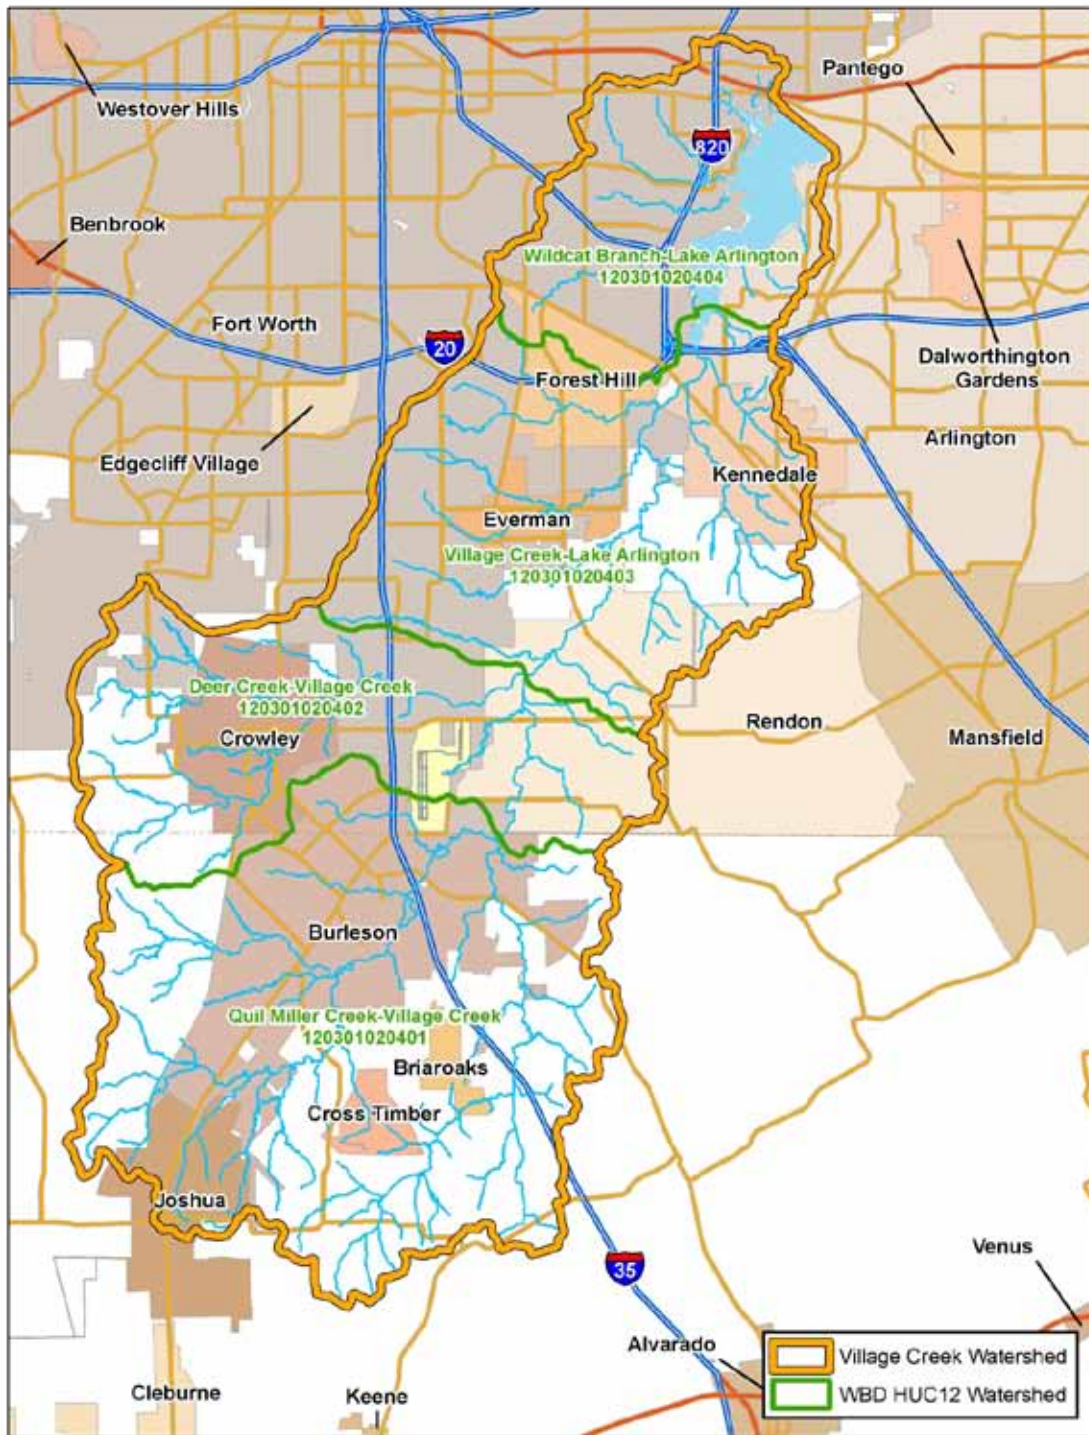 Pantego
Westover Hills
820
Benbrook
Wildcat Branch-Lake Arlington
120301020404
Fort Worth
20
Forest Hill
Dalworthington
Gardens
Arlington
Edgecliff Village
Kennedale
Everman
Village Creek-Lake Arlington
120301020403
Deer Creek-Village Creek
120301020402
Crowley
Rendon
Mansfield
Burleson
Quil Miller Creek-Village Creek
120301020401
Briaroaks
Cross Timber
Joshua
Venus
35
Alvarado
Village Creek Watershed
WBD HUC12 Watershed
Cleburne
Keene